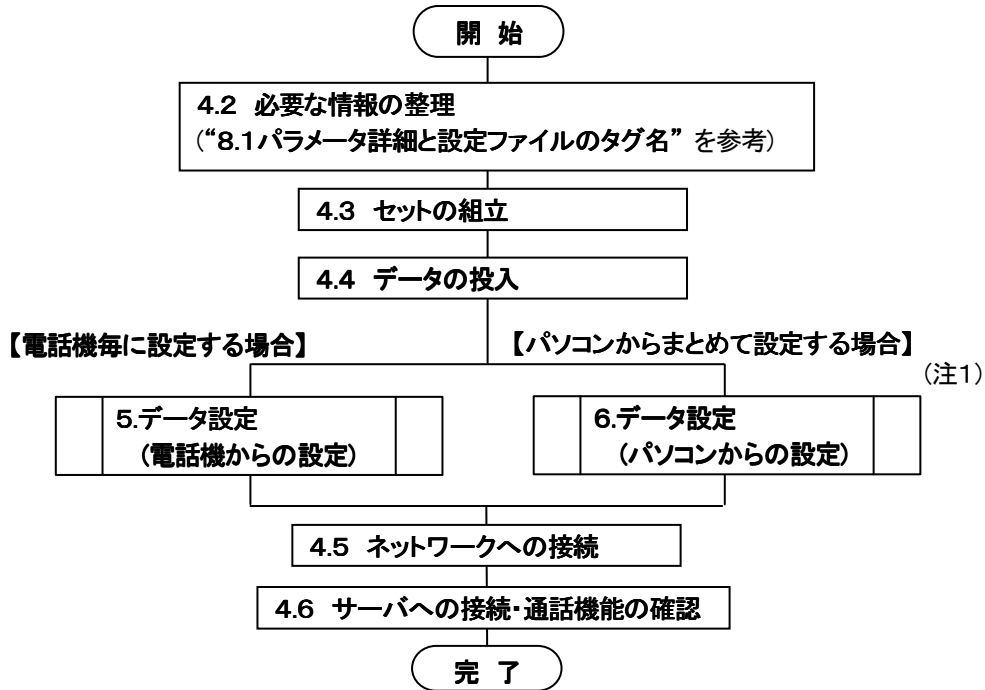 開 始
4.2 必要な情報の整理
(“8.1パラメータ詳細と設定ファイルのタグ名” を参考)
4.3 セットの組立
4.4 データの投入
【電話機毎に設定する場合】
【パソコンからまとめて設定する場合】
(注1)
5.データ設定
(電話機からの設定)
6.データ設定
(パソコンからの設定)
4.5 ネットワークへの接続
4.6 サーバへの接続・通話機能の確認
完 了